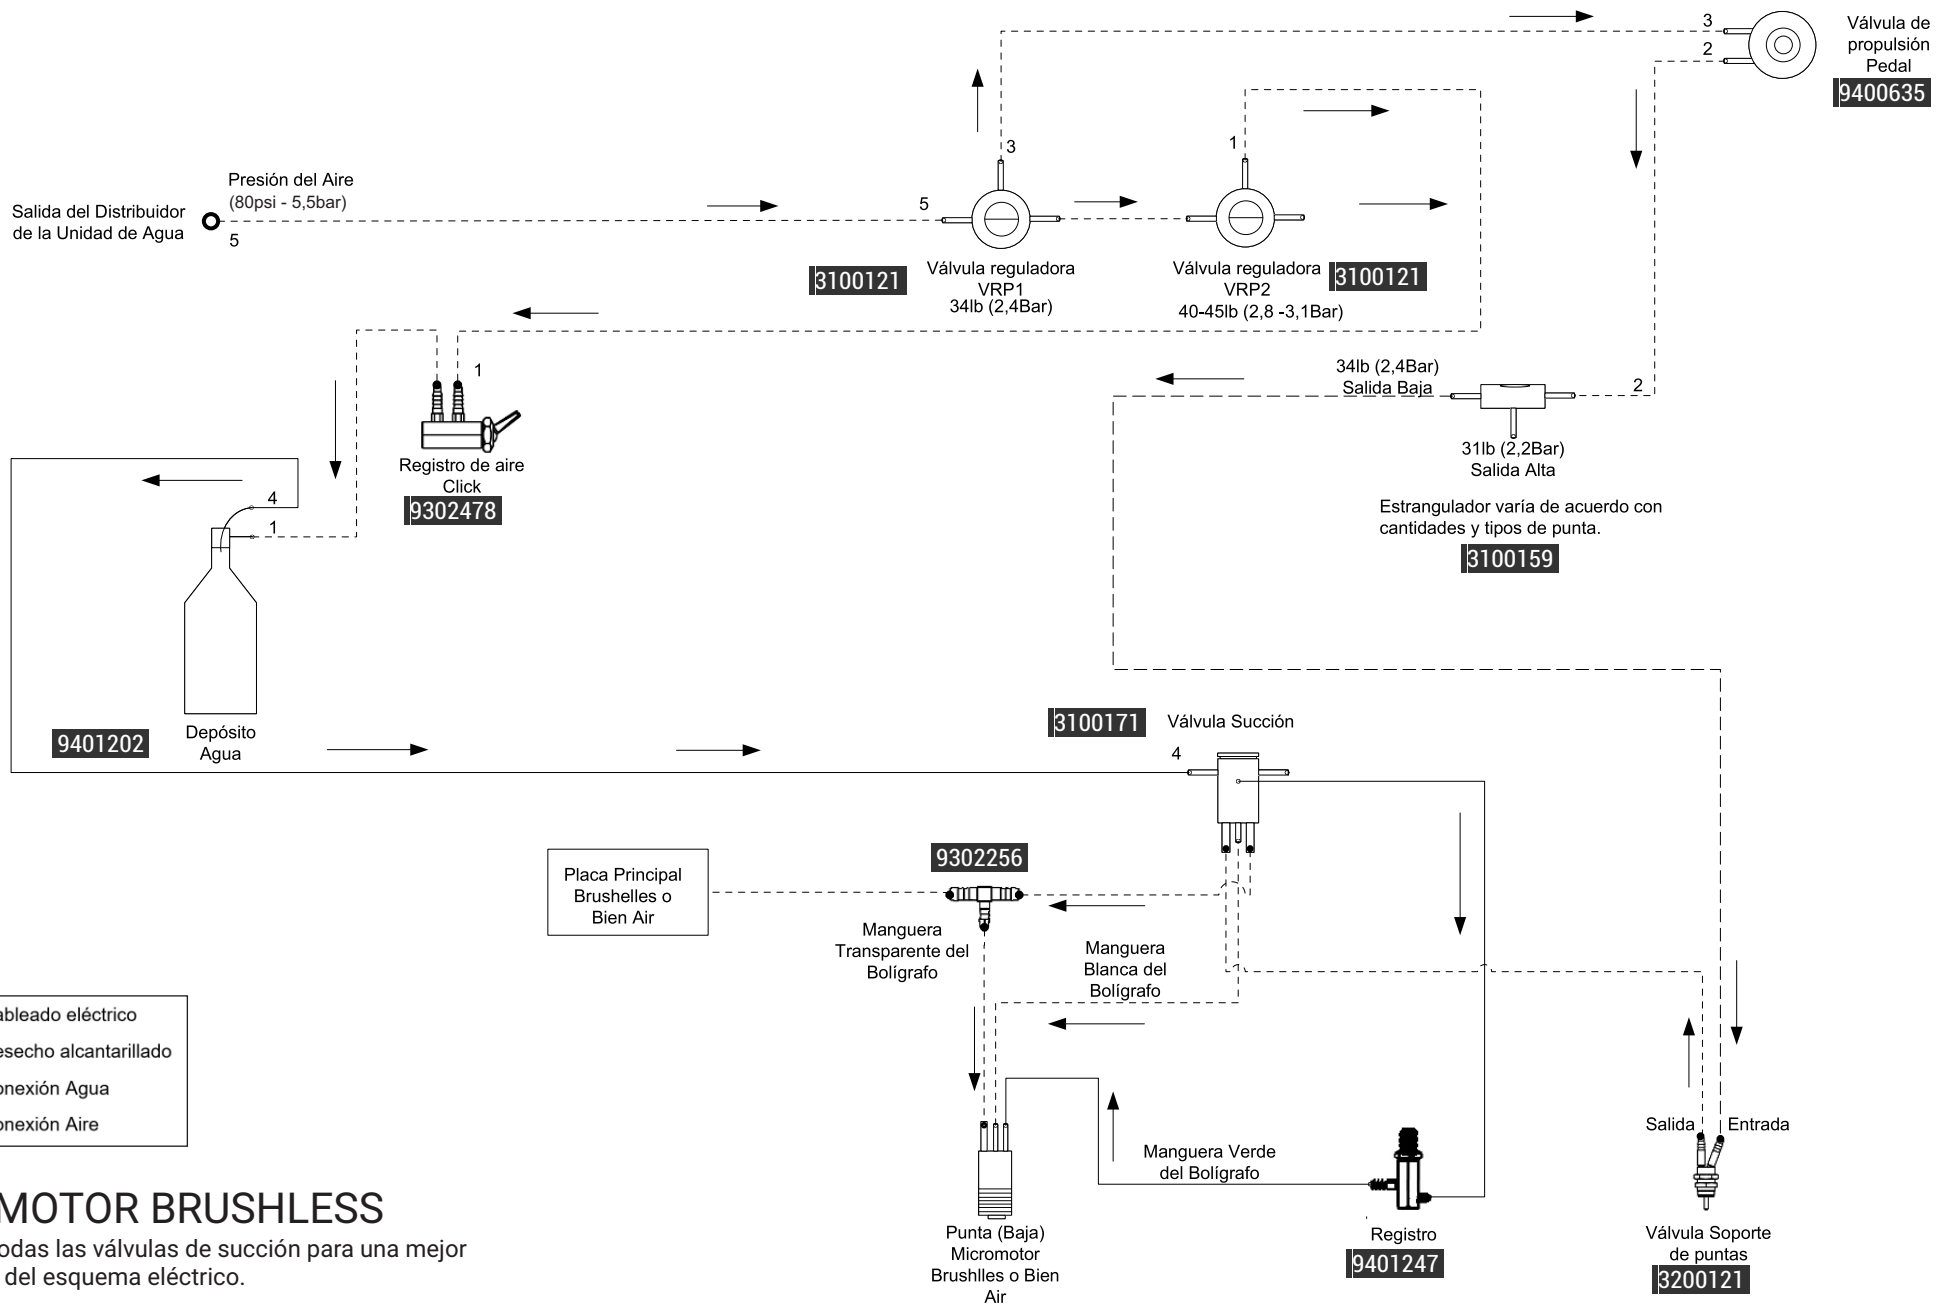 3
Válvula de
propulsión
Pedal
2
9400635
3
1
Presión del Aire
(80psi - 5,5bar)
Salida del Distribuidor
de la Unidad de Agua
5
5
3100121
Válvula reguladora
VRP1
34lb (2,4Bar)
Válvula reguladora
VRP2
40-45lb (2,8 -3,1Bar)
3100121
1
34lb (2,4Bar)
Salida Baja
2
31lb (2,2Bar)
Salida Alta
Registro de aire
Click
9302478
4
1
Estrangulador varía de acuerdo con
cantidades y tipos de punta.
3100159
9401202
Depósito
Agua
3100171
Válvula Succión
4
9302256
Placa Principal
Brushelles o
Bien Air
Manguera
Transparente del
Bolígrafo
Manguera
Blanca del
Bolígrafo
ableado eléctrico
esecho alcantarillado
onexión Agua
onexión Aire
Salida
Entrada
Manguera Verde
del Bolígrafo
MOTOR BRUSHLESS
odas las válvulas de succión para una mejor
del esquema eléctrico.
Punta (Baja)
Micromotor
Brushlles o Bien
Air
Registro
9401247
Válvula Soporte
de puntas
3200121